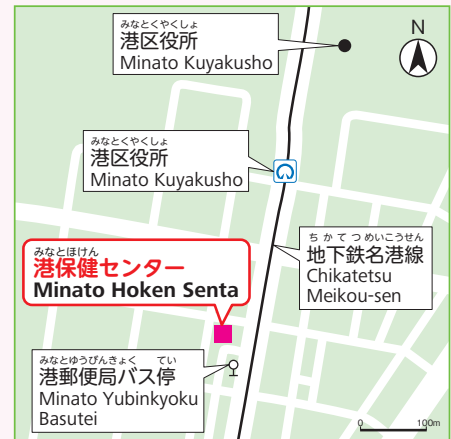 みなとくやくしょ
港区役所
Minato Kuyakusho
N
みなとくやくしょ
港区役所
Minato Kuyakusho
ちかてつめいこうせん
地下鉄名港線
Chikatetsu
Meikou-sen
みなとほけん
港保健センター
Minato Hoken Senta
みなとゆうびんきょく てい
港郵便局バス停
Minato Yubinkyoku
Basutei
0 100m